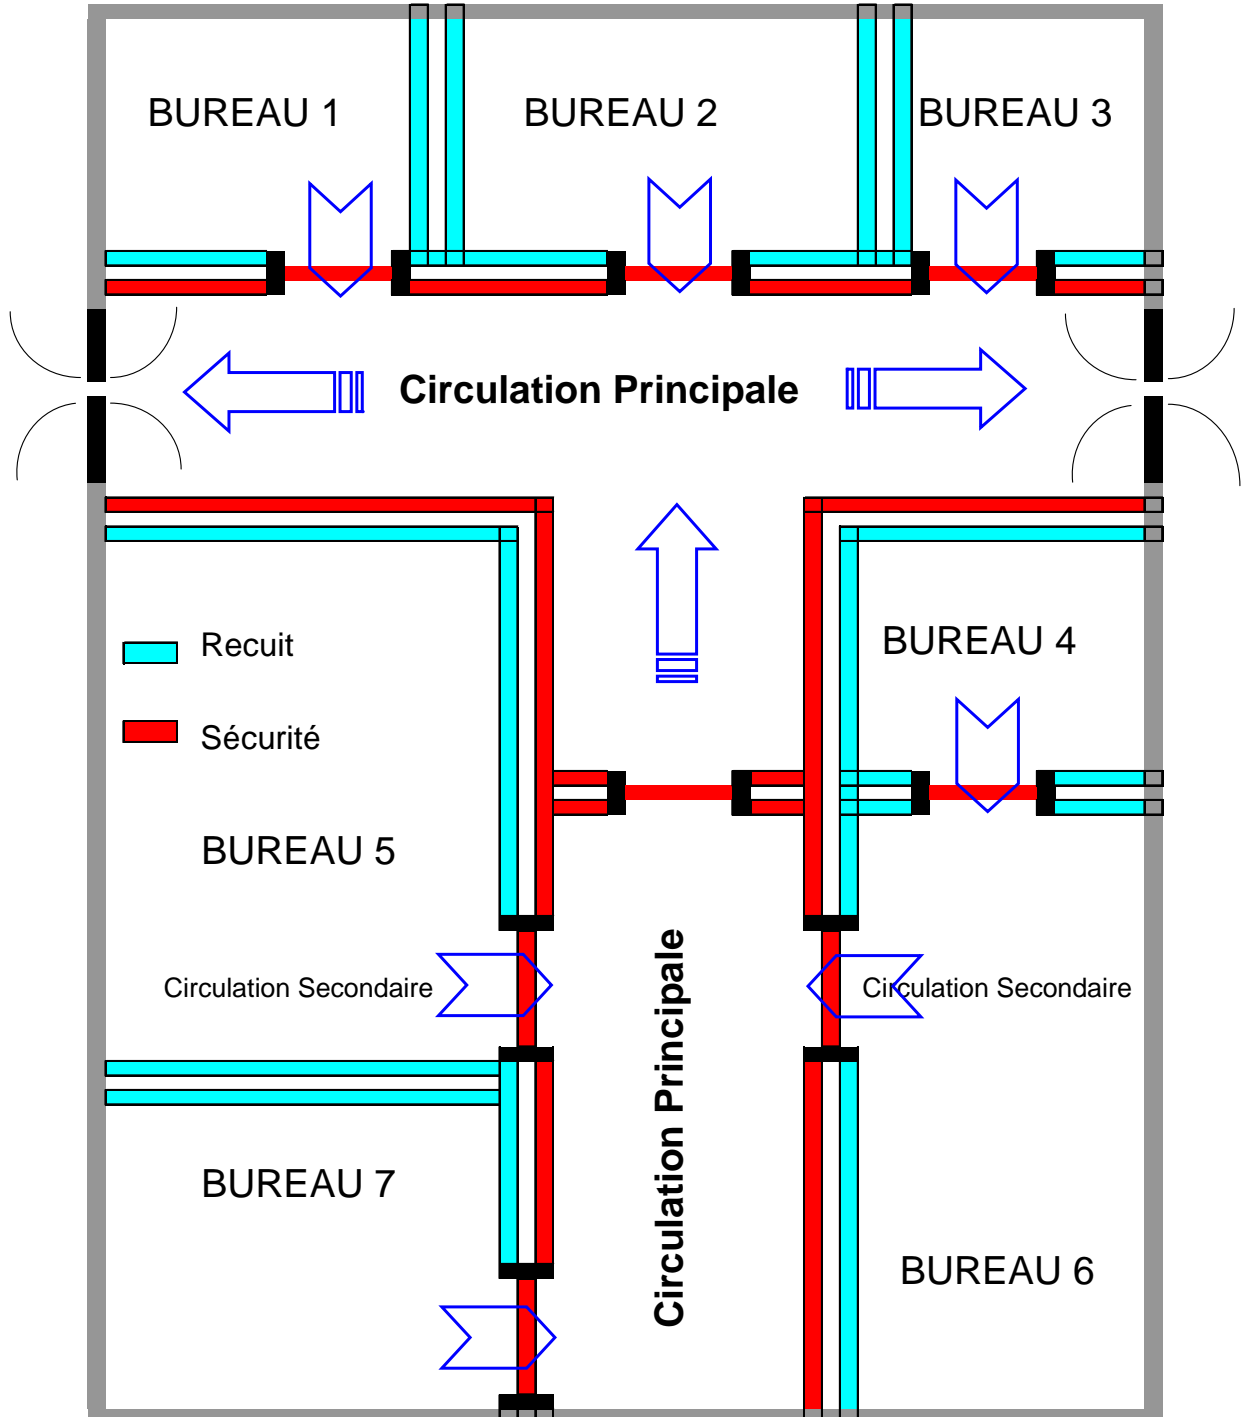 BUREAU 1
BUREAU 2
BUREAU 3
Circulation Principale
Recuit
BUREAU 4
Sécurité
BUREAU 5
Circulation Secondaire
Circulation Principale
Circulation Secondaire
BUREAU 7
BUREAU 6